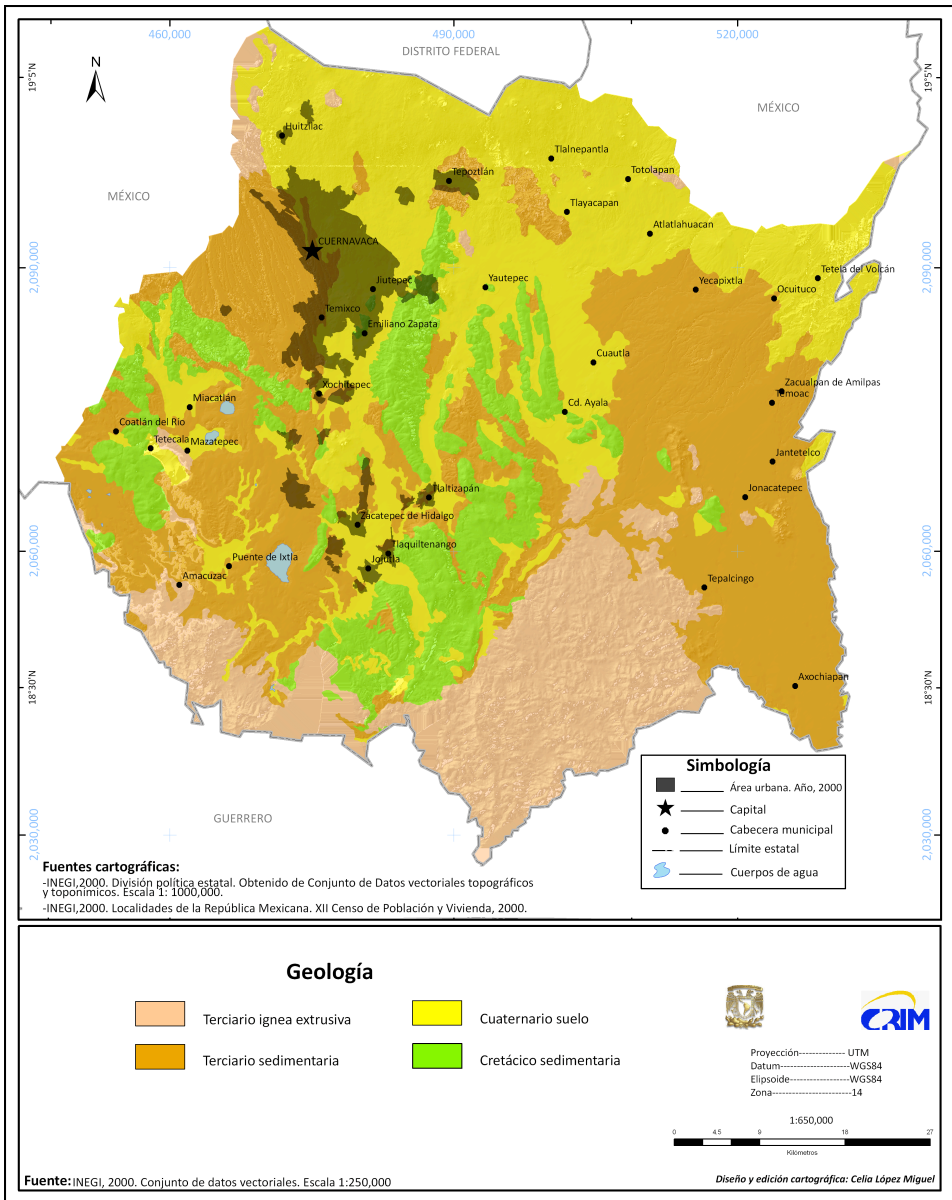 460,000
490,000
520,000
DISTRITO FEDERAL
19°5"N
19°5"N
N
MÉXICO
MÉXICO
Huitzilac
Tlalnepantla
Tepoztlán
Totolapan
Tlayacapan
Atlatlahuacan
CUERNAVACA
2,090,000
2,090,000
Jiutepec
Yautepec
Yecapixtla
Tetela del Volcán
Ocuituco
Temixco
Emiliano Zapata
Cuautla
Xochitepec
Zacualpan de Amilpas
Temoac
Miacatlán
Cd. Ayala
Coatlán del Rio
Tetecala
Mazatepec
Jantetelco
Tlaltizapán
Jonacatepec
Zacatepec de Hidalgo
Tlaquiltenango
2,060,000
2,060,000
Puente de Ixtla
Jojutla
Amacuzac
Tepalcingo
18°30"N
18°30"N
Axochiapan
GUERRERO
2,030,000
2,030,000
Simbología
Área urbana. Año, 2000
Capital
Cabecera municipal
Límite estatal
Cuerpos de agua
Fuentes cartográficas:
-INEGI,2000. División política estatal. Obtenido de Conjunto de Datos vectoriales topográficos
y toponimicos. Escala 1: 1000,000.
-INEGI,2000. Localidades de la República Mexicana. XII Censo de Población y Vivienda, 2000.
Geología
Terciario ignea extrusiva
Cuaternario suelo
Terciario sedimentaria
Cretácico sedimentaria
CRIM
Proyección-------------- UTM
Datum---------------------WGS84
Elipsoide------------------WGS84
Zona------------------------14
1:650,000
0 4.5 9 18 27
Kilómetros
Fuente: INEGI, 2000. Conjunto de datos vectoriales. Escala 1:250,000
Diseño y edición cartográfica: Celia López Miguel